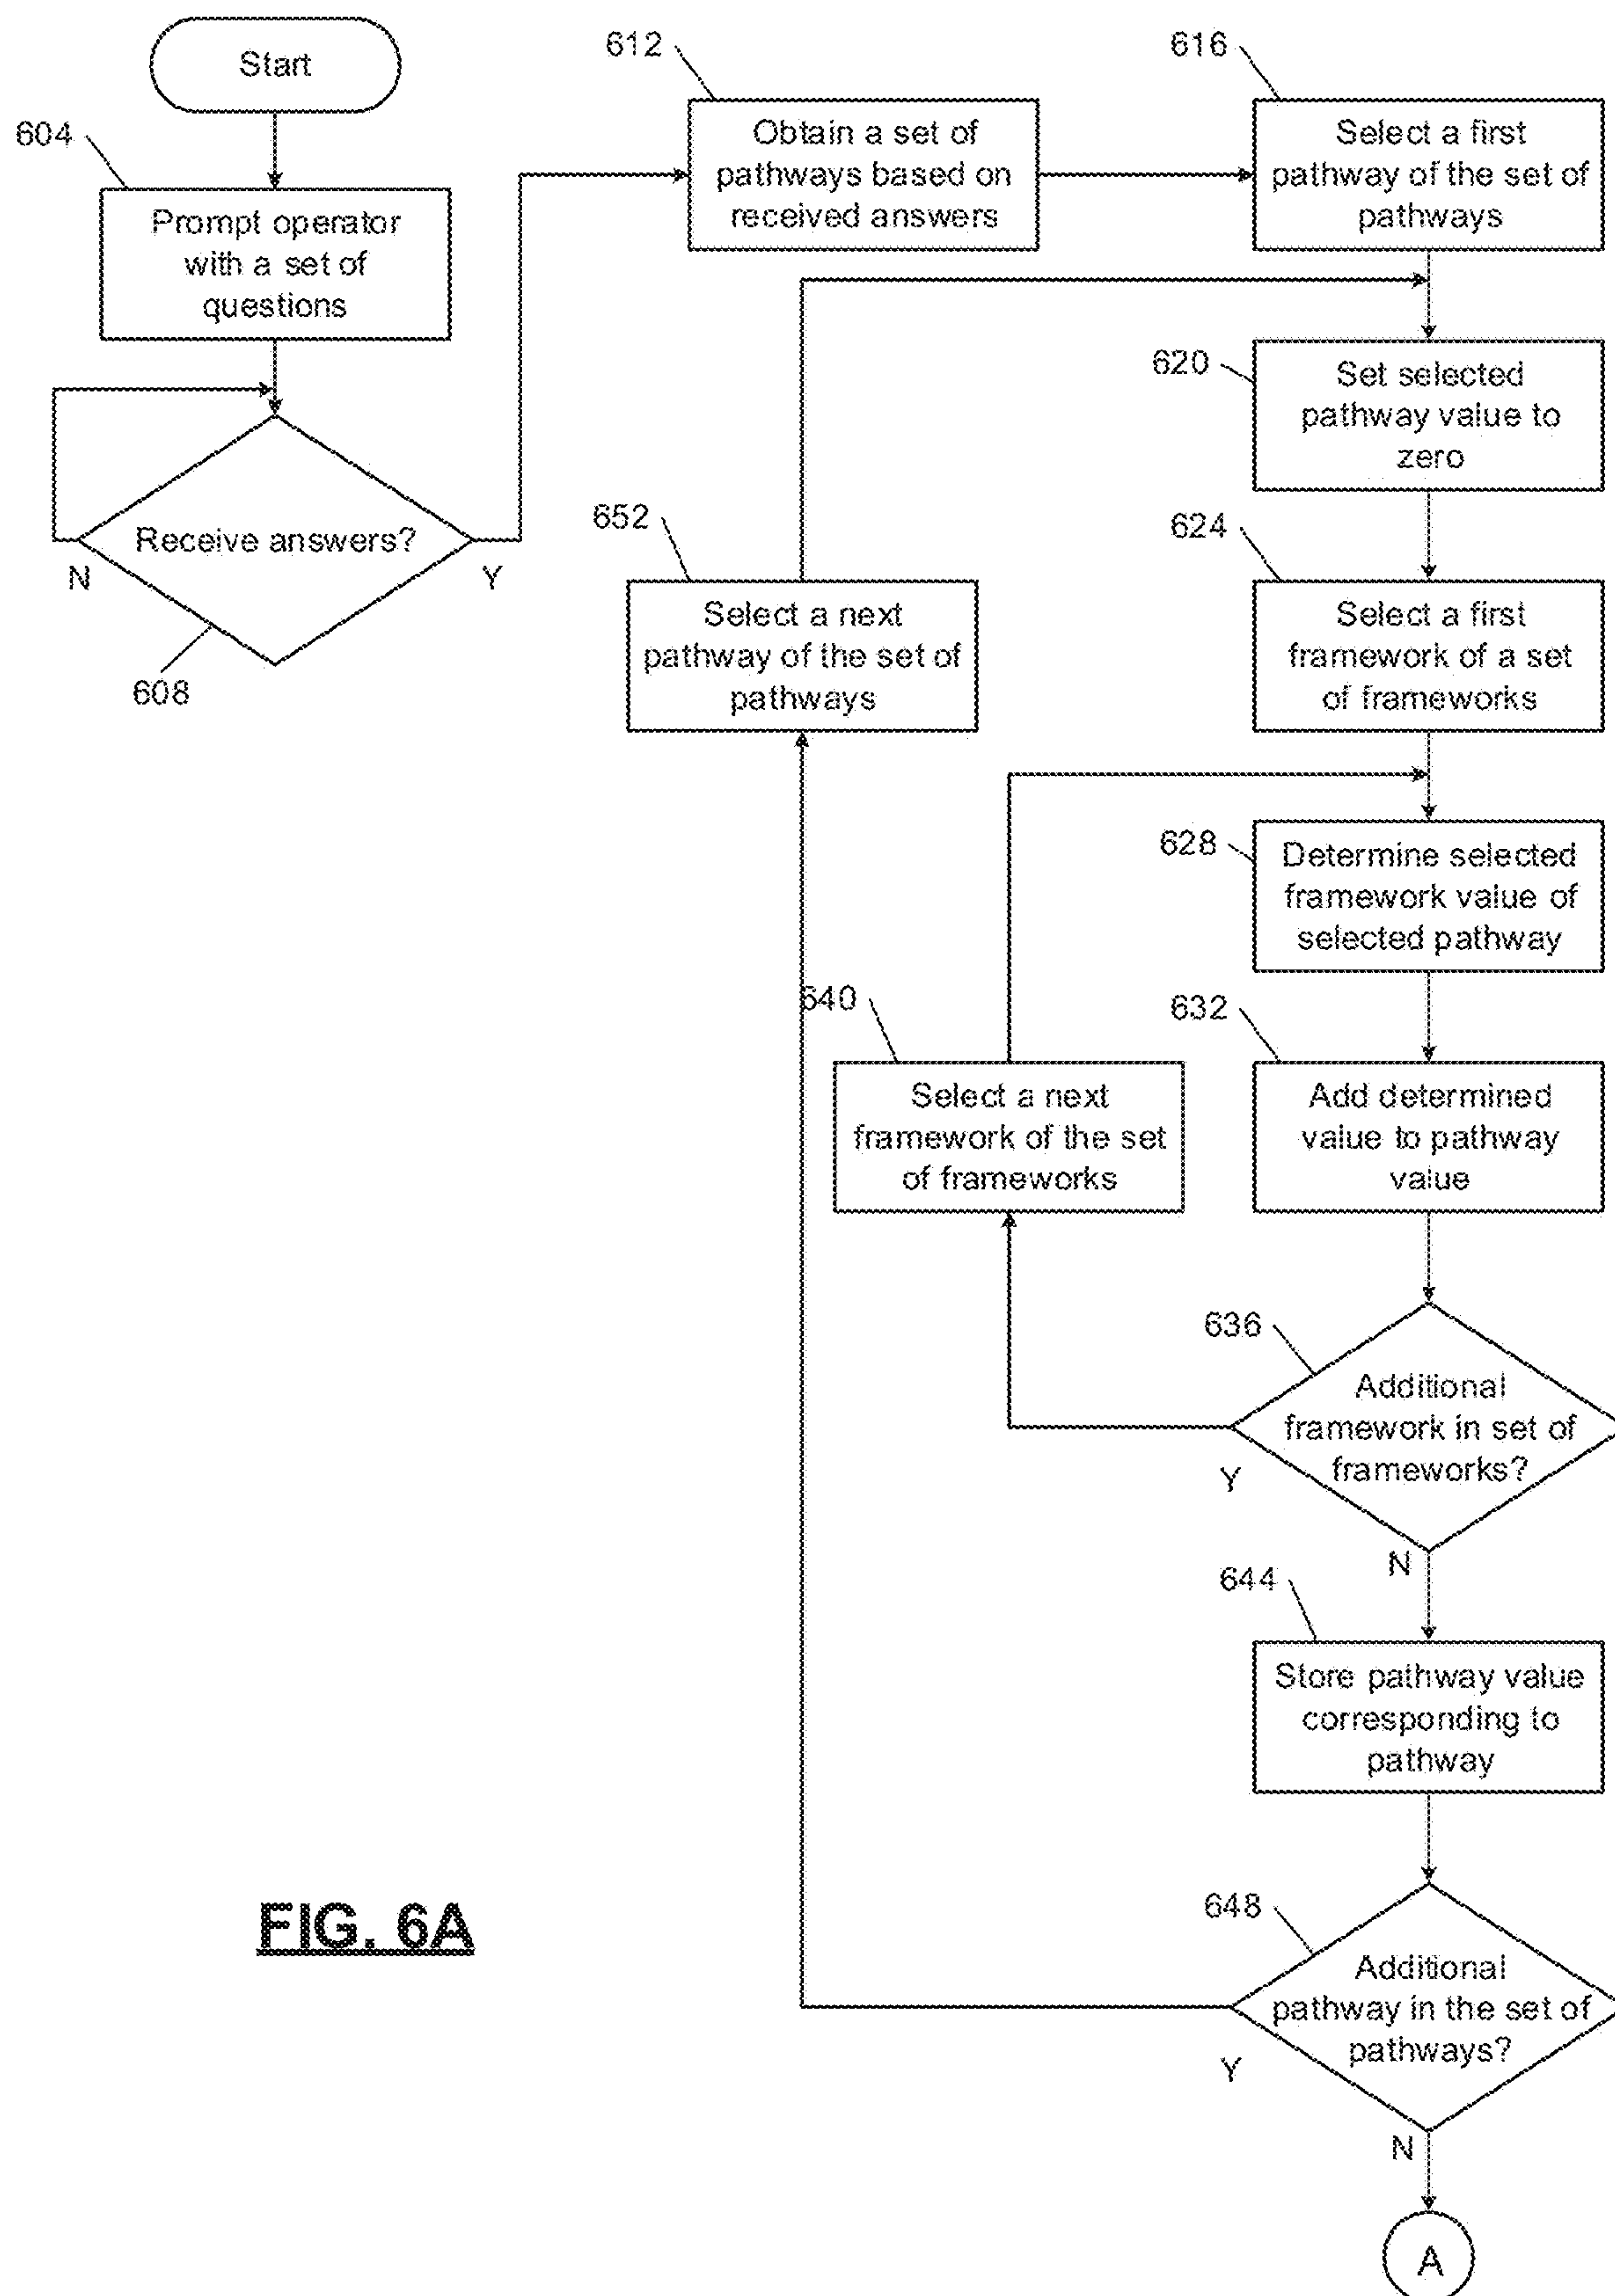 Start
604
Prompt operator
with a set of
questions
Receive answers?
N
Y
608
612
Obtain a set of
pathways based on
received answers
616
Select a first
pathway of the set of
pathways
620
Set selected
pathway value to
zero
652
Select a next
pathway of the set of
pathways
624
Select a first
framework of a set
of frameworks
628
Determine selected
framework value of
selected pathway
640
Select a next
framework of the set
of frameworks
632
Add determined
value to pathway
value
636
Additional
framework in set of
frameworks?
Y
N
644
Store pathway value
corresponding to
pathway
648
Additional
pathway in the set of
pathways?
Y
N
A
FIG. 6A